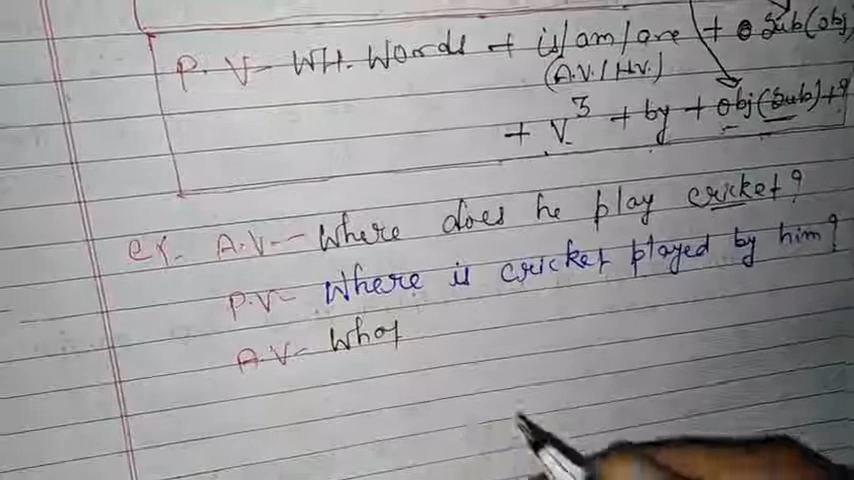 P.V- WH. Words + is/am/are + Sub(obj)
(A.V./H.V.)
+ V3 + by + obj(Sub)+?
ex. A.V.- Where does he play cricket?
P.V- Where is cricket played by him?
A.V- What